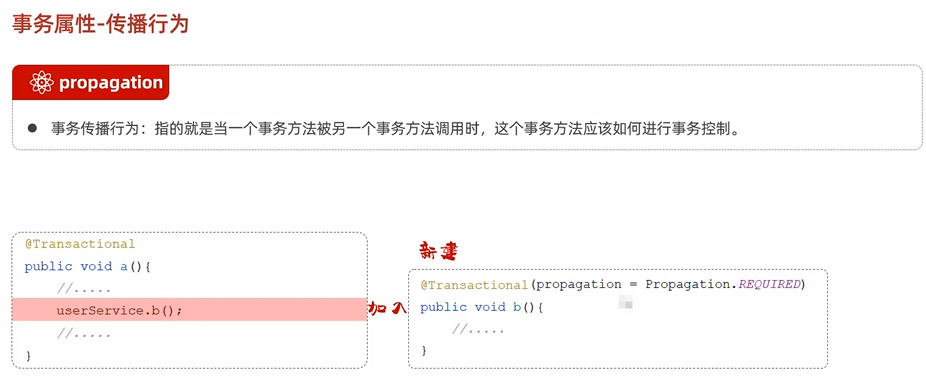 事务属性-传播行为
propagation
● 事务传播行为：指的就是当一个事务方法被另一个事务方法调用时，这个事务方法应该如何进行事务控制。
@Transactional
public void a(){
//.....
userService.b();
//.....
}
加入
新建
@Transactional(propagation = Propagation.REQUIRED)
public void b(){
//.....
}